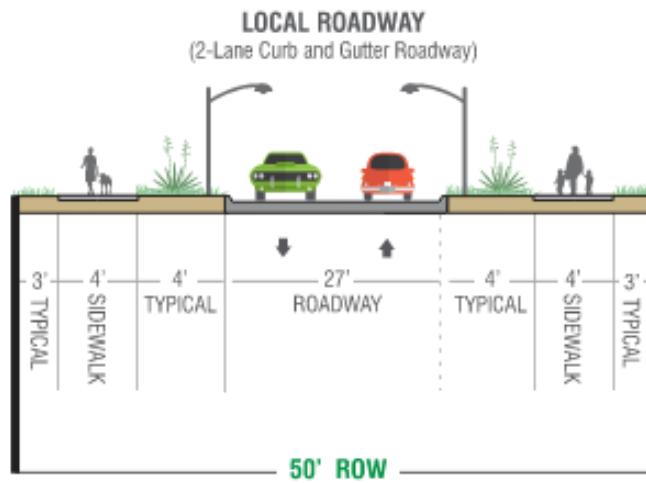 LOCAL ROADWAY
(2-Lane Curb and Gutter Roadway)
3' 4' 4' 27' 4' 4' 3'
TYPICAL SIDEWALK TYPICAL ROADWAY TYPICAL SIDEWALK TYPICAL
50' ROW